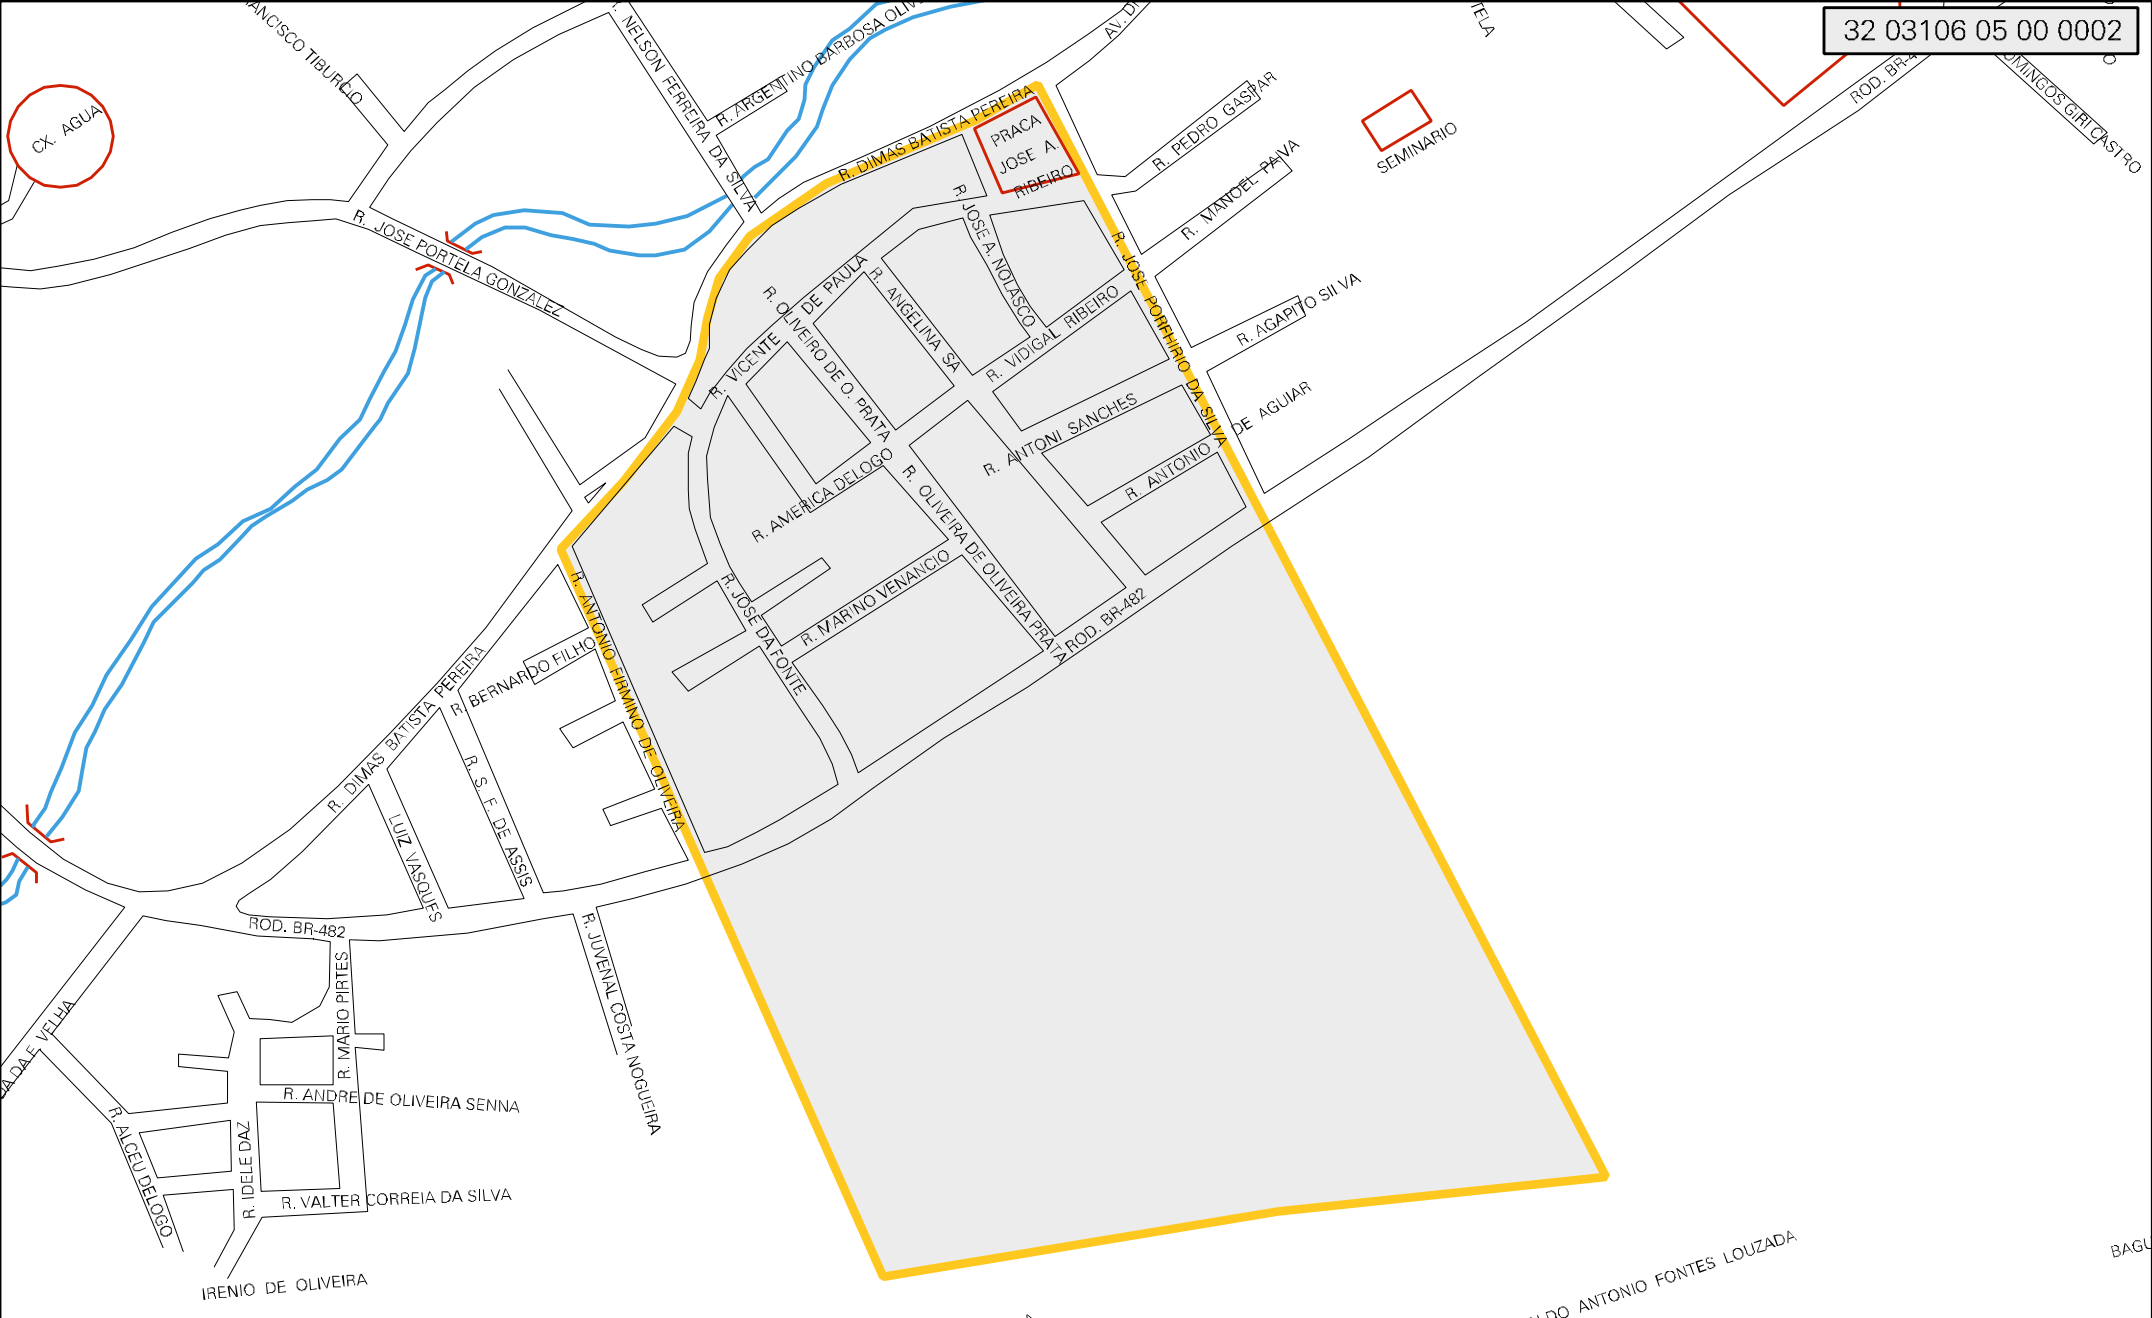 32 03106 05 00 0002
TIBURCIO
R. NELSON FERREIRA DA SILVA
R. ARGENTINO BARBOSA
ROD.
CASTRO
CX. AGUA
R. DIMAS BATISTA PEREIRA
PRACA
JOSE A.
RIBEIRO
R. PEDRO GASPAR
SEMINARIO
R. MANOEL PAIVA
R. JOSE PORTELA GONZALEZ
R. JOSE A. NOLASCO
R. JOSE PORFHIRIO DA SILVA
R. VICENTE DE PAULA
R. OLIVEIRO DE O. PRATA
R. ANGELINA SA
R. VIDIGAL RIBEIRO
R. AGAPITO SILVA
R. ANTONI SANCHES
R. ANTONIO DE AGUIAR
R. AMERICA DELOGO
R. OLIVEIRA DE OLIVEIRA PRATA
R. MARINO VENANCIO
R. JOSE DA FONTE
ROD. BR-482
R. ANTONIO FIRMINO DE OLIVEIRA
R. BERNARDO FILHO
R. DIMAS BATISTA PEREIRA
R. S. F. DE ASSIS
LUIZ VASQUES
ROD. BR-482
R. JUVENAL COSTA NOGUEIRA
R. MARIO PIRTES
DA E VELHA
R. ANDRE DE OLIVEIRA SENNA
R. ALCEU DELOGO
R. IDELE DAZ
R. VALTER CORREIA DA SILVA
IRENIO DE OLIVEIRA
ANTONIO FONTES LOUZADA